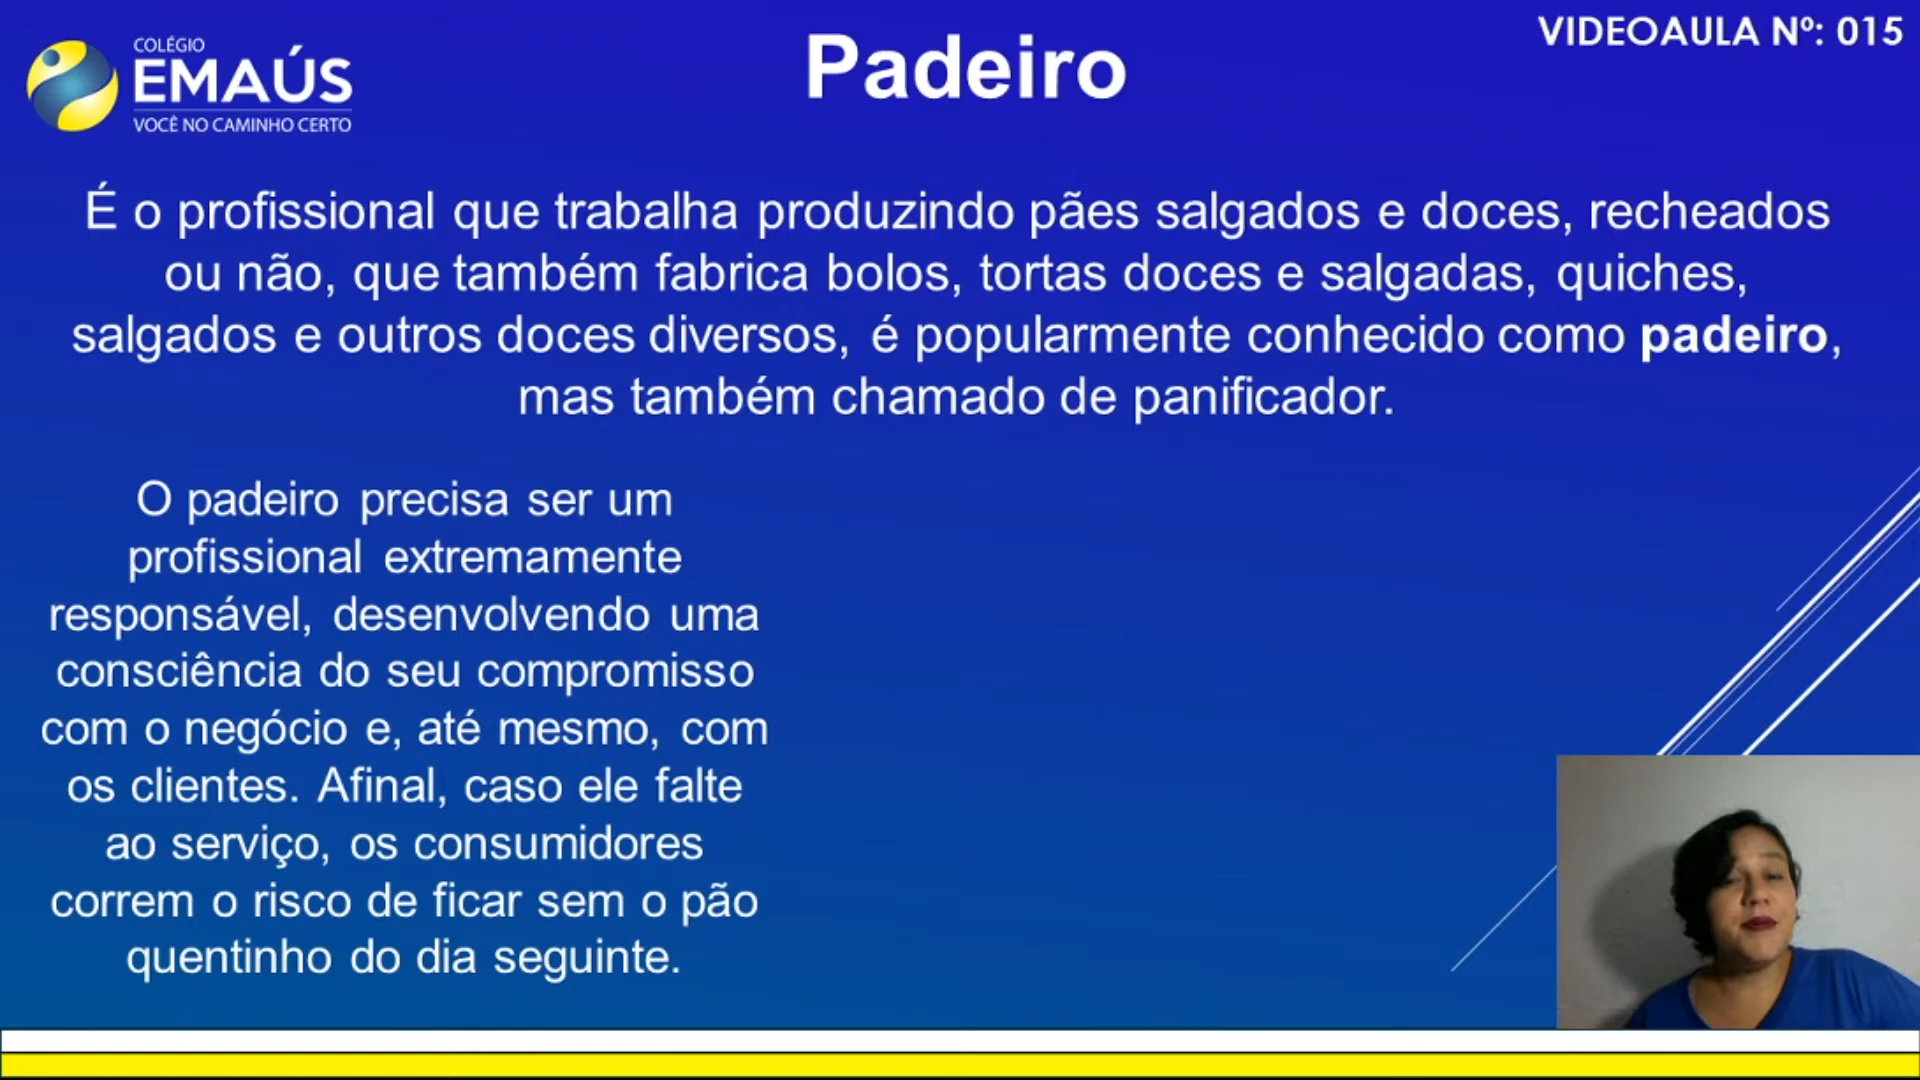 COLÉGIO
EMAÚS
VOCÊ NO CAMINHO CERTO
Padeiro
VIDEOAULA Nº: 015
É o profissional que trabalha produzindo pães salgados e doces, recheados
ou não, que também fabrica bolos, tortas doces e salgadas, quiches,
salgados e outros doces diversos, é popularmente conhecido como padeiro,
mas também chamado de panificador.
O padeiro precisa ser um
profissional extremamente
responsável, desenvolvendo uma
consciência do seu compromisso
com o negócio e, até mesmo, com
os clientes. Afinal, caso ele falte
ao serviço, os consumidores
correm o risco de ficar sem o pão
quentinho do dia seguinte.